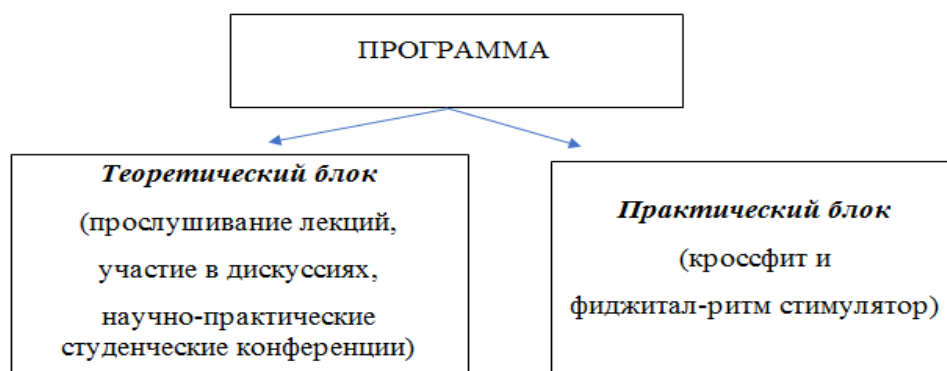 ПРОГРАММА
Теоретический блок
(прослушивание лекций,
участие в дискуссиях,
научно-практические
студенческие конференции)
Практический блок
(кроссфит и
фиджитал-ритм стимулятор)